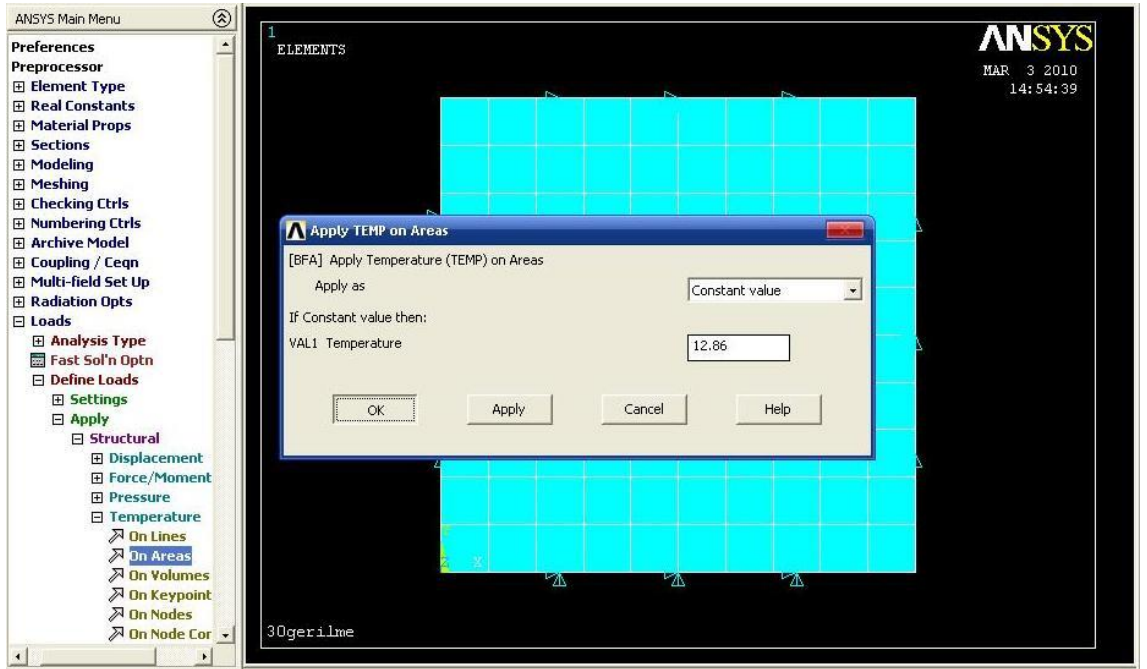 ANSYS Main Menu
Preferences
Preprocessor
Element Type
Real Constants
Material Props
Sections
Modeling
Meshing
Checking Ctrls
Numbering Ctrls
Archive Model
Coupling / Ceqn
Multi-field Set Up
Radiation Opts
Loads
Analysis Type
Fast Sol'n Optn
Define Loads
Settings
Apply
Structural
Displacement
Force/Moment
Pressure
Temperature
On Lines
On Areas
On Volumes
On Keypoint
On Nodes
On Node Cor
1
ELEMENTS
ANSYS
MAR 3 2010
14:54:39
Apply TEMP on Areas
[BFA] Apply Temperature (TEMP) on Areas
Apply as
Constant value
If Constant value then:
VAL1 Temperature
12.86
OK
Apply
Cancel
Help
Z X
30gerilme